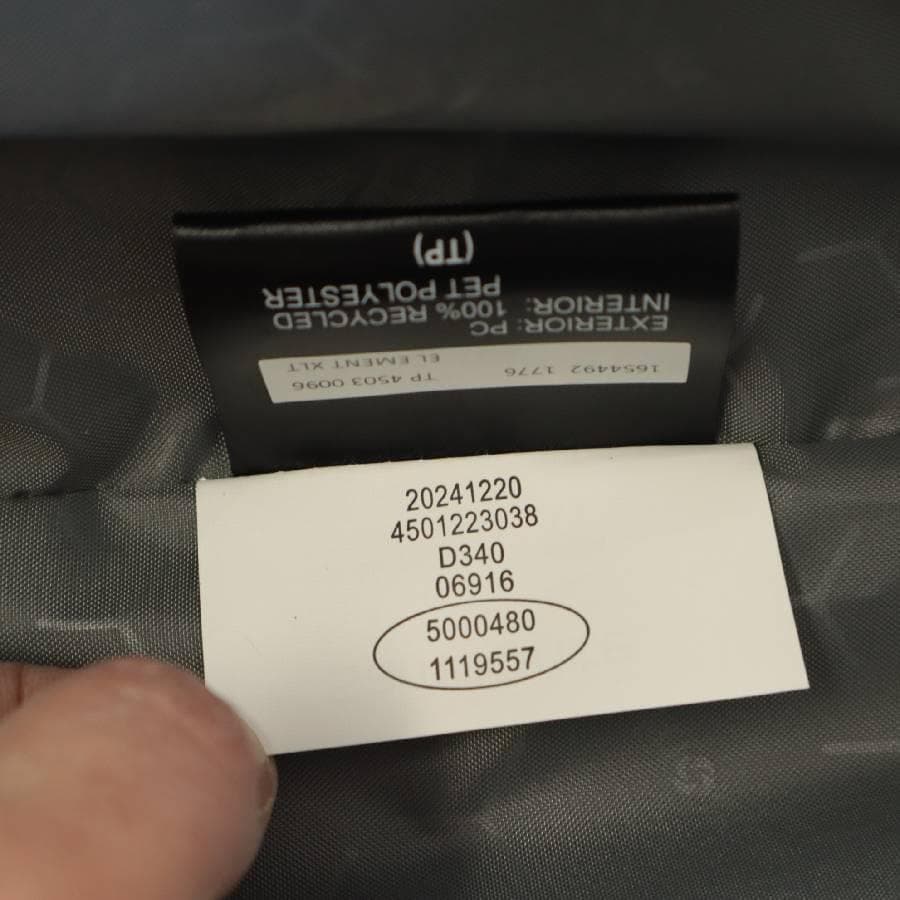 1654492 1776 TP 4503 0096
ELEMENT XLT
EXTERIOR: PC
INTERIOR: 100% RECYCLED
PET POLYESTER
(TP)
20241220
4501223038
D340
06916
5000480
1119557